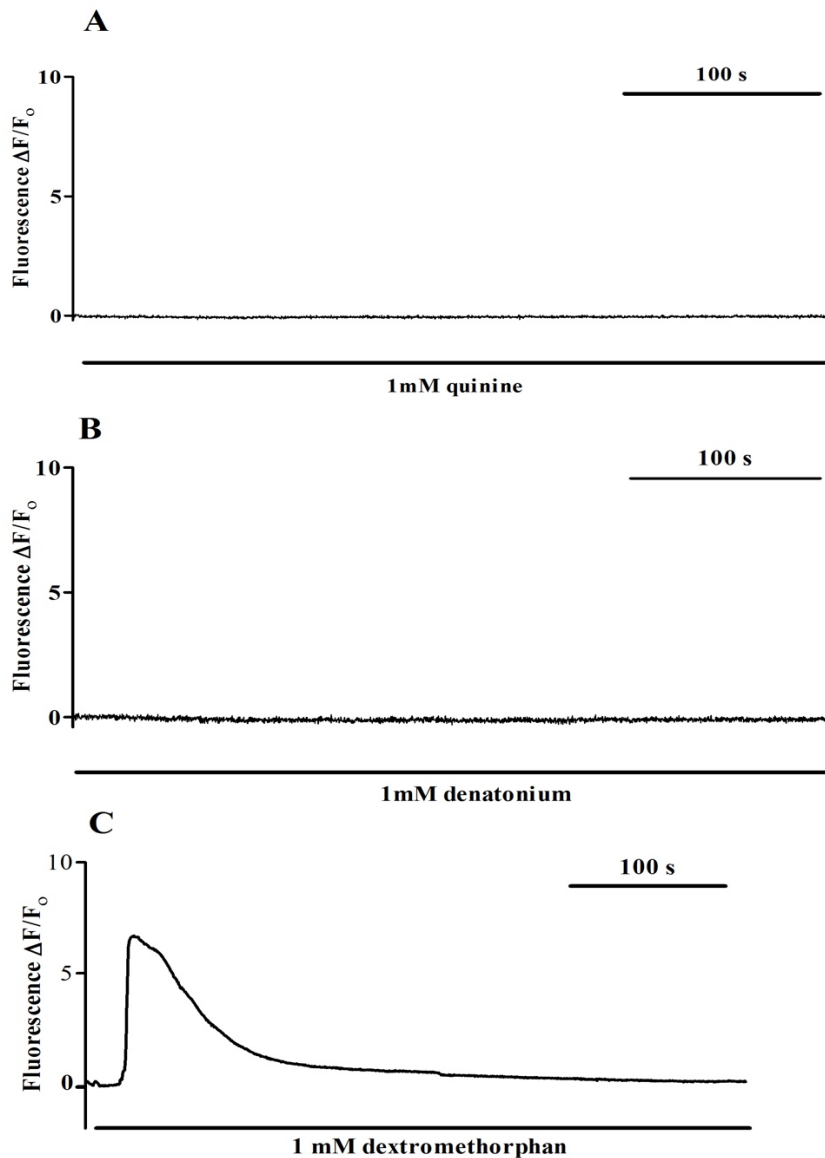 A
10
100 s
Fluorescence ΔF/Fo
5
0
1mM quinine
B
10
100 s
Fluorescence ΔF/Fo
5
0
1mM denatonium
C
10
100 s
Fluorescence ΔF/Fo
5
0
1 mM dextromethorphan